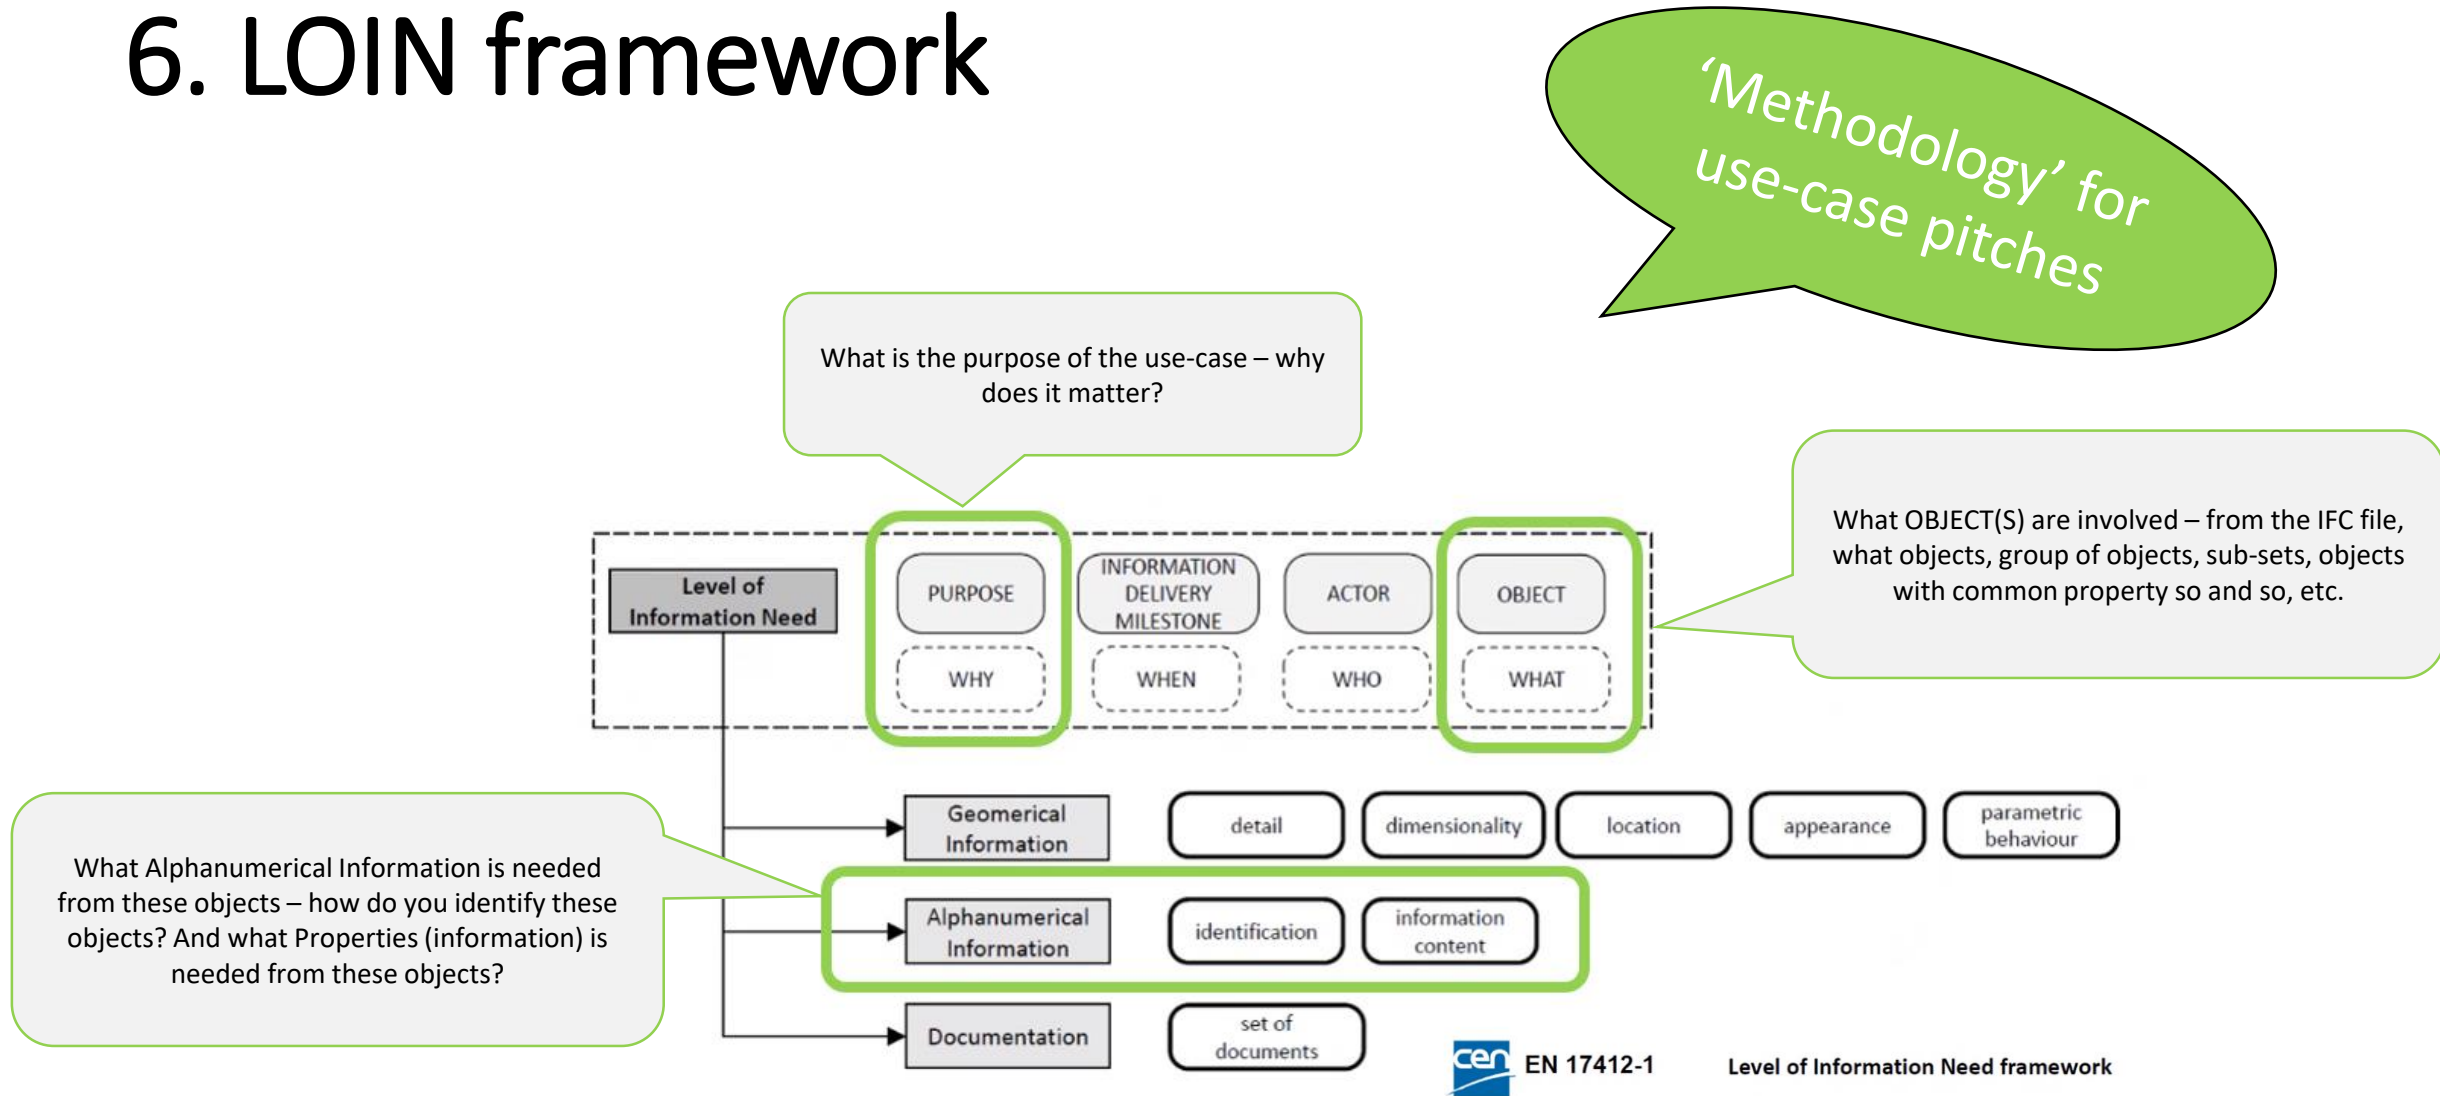 6. LOIN framework
‘Methodology’ for
use-case pitches
What is the purpose of the use-case – why
does it matter?
What OBJECT(S) are involved – from the IFC file,
what objects, group of objects, sub-sets, objects
with common property so and so, etc.
Level of
Information Need
PURPOSE
INFORMATION
DELIVERY
MILESTONE
ACTOR
OBJECT
WHY
WHEN
WHO
WHAT
What Alphanumerical Information is needed
from these objects – how do you identify these
objects? And what Properties (information) is
needed from these objects?
Geomerical
Information
detail
dimensionality
location
appearance
parametric
behaviour
Alphanumerical
Information
identification
information
content
Documentation
set of
documents
cen
EN 17412-1
Level of Information Need framework